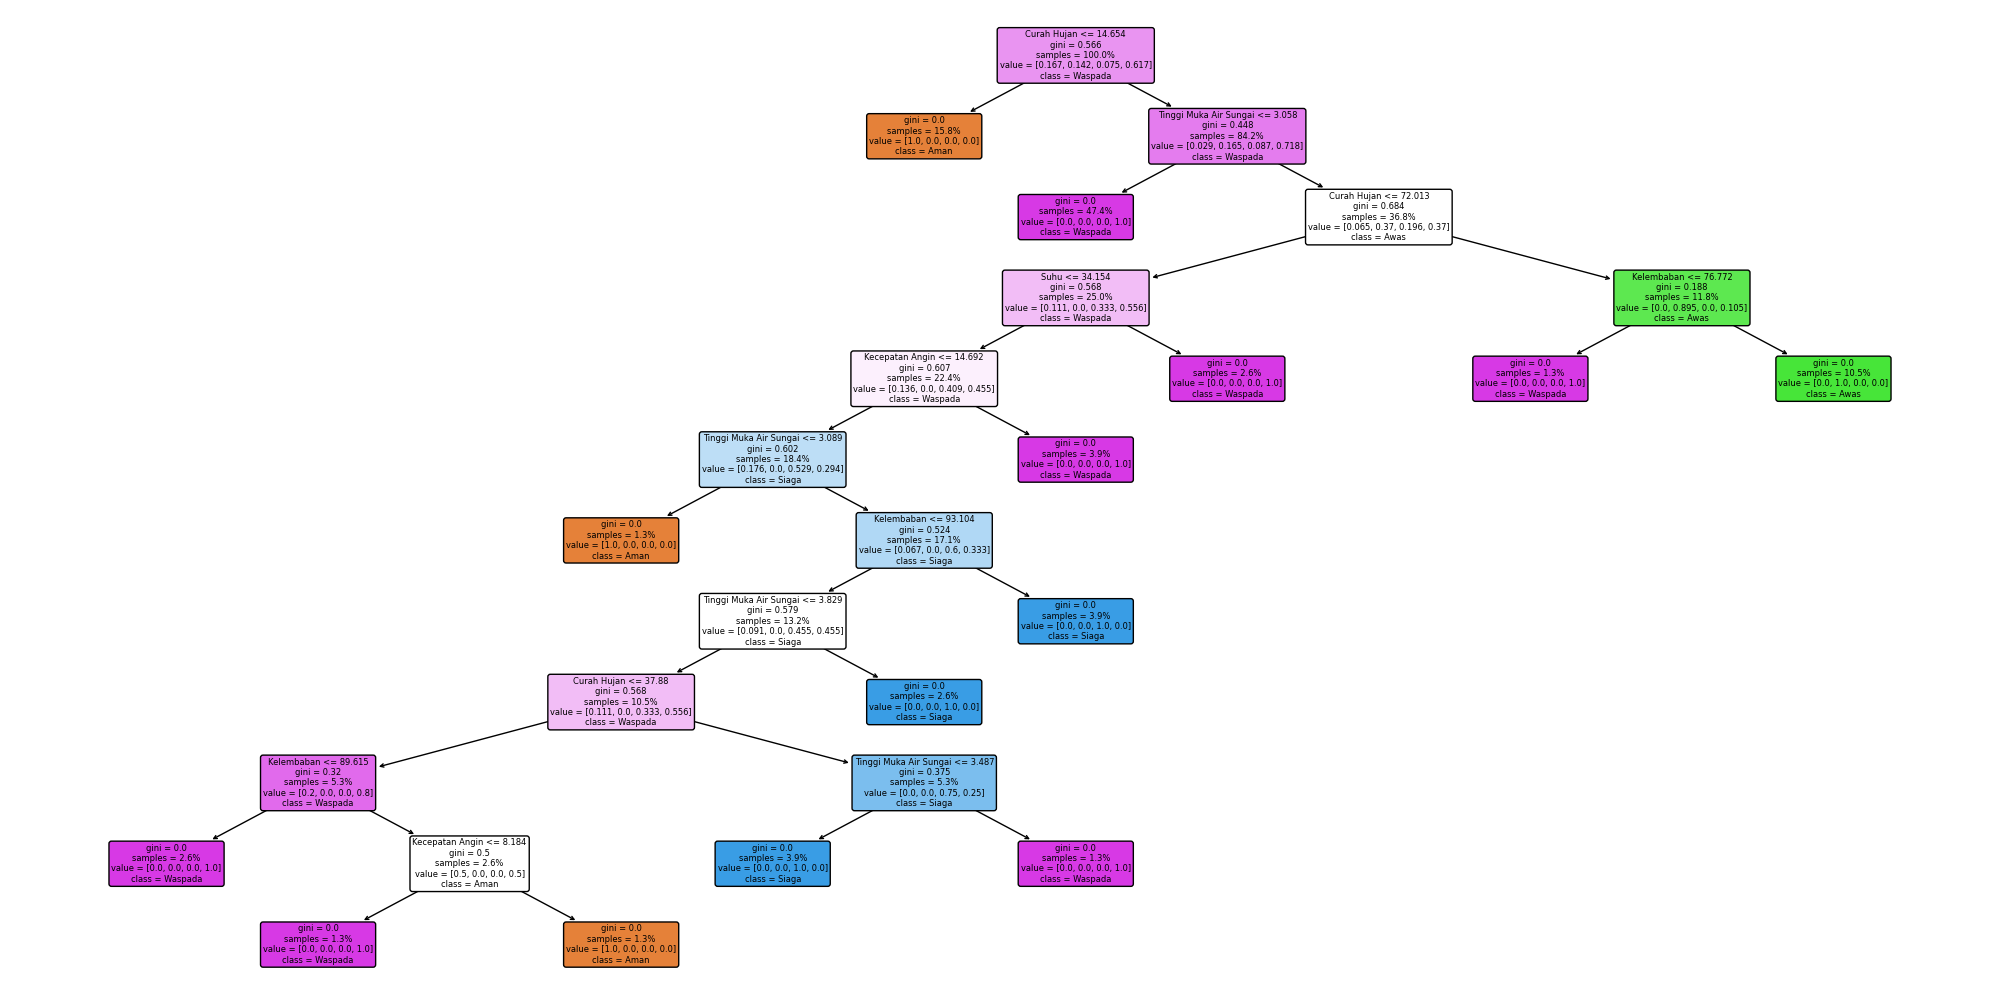 Curah Hujan <= 14.654
gini = 0.566
samples = 100.0%
value = [0.167, 0.142, 0.075, 0.617]
class = Waspada
gini = 0.0
samples = 15.8%
value = [1.0, 0.0, 0.0, 0.0]
class = Aman
Tinggi Muka Air Sungai <= 3.058
gini = 0.448
samples = 84.2%
value = [0.029, 0.165, 0.087, 0.718]
class = Waspada
gini = 0.0
samples = 47.4%
value = [0.0, 0.0, 0.0, 1.0]
class = Waspada
Curah Hujan <= 72.013
gini = 0.684
samples = 36.8%
value = [0.065, 0.37, 0.196, 0.37]
class = Awas
Suhu <= 34.154
gini = 0.568
samples = 25.0%
value = [0.111, 0.0, 0.333, 0.556]
class = Waspada
Kelembaban <= 76.772
gini = 0.188
samples = 11.8%
value = [0.0, 0.895, 0.0, 0.105]
class = Awas
Kecepatan Angin <= 14.692
gini = 0.607
samples = 22.4%
value = [0.136, 0.0, 0.409, 0.455]
class = Waspada
gini = 0.0
samples = 2.6%
value = [0.0, 0.0, 0.0, 1.0]
class = Waspada
gini = 0.0
samples = 1.3%
value = [0.0, 0.0, 0.0, 1.0]
class = Waspada
gini = 0.0
samples = 10.5%
value = [0.0, 1.0, 0.0, 0.0]
class = Awas
Tinggi Muka Air Sungai <= 3.089
gini = 0.602
samples = 18.4%
value = [0.176, 0.0, 0.529, 0.294]
class = Siaga
gini = 0.0
samples = 3.9%
value = [0.0, 0.0, 0.0, 1.0]
class = Waspada
gini = 0.0
samples = 1.3%
value = [1.0, 0.0, 0.0, 0.0]
class = Aman
Kelembaban <= 93.104
gini = 0.524
samples = 17.1%
value = [0.067, 0.0, 0.6, 0.333]
class = Siaga
Tinggi Muka Air Sungai <= 3.829
gini = 0.579
samples = 13.2%
value = [0.091, 0.0, 0.455, 0.455]
class = Siaga
gini = 0.0
samples = 3.9%
value = [0.0, 0.0, 1.0, 0.0]
class = Siaga
Curah Hujan <= 37.88
gini = 0.568
samples = 10.5%
value = [0.111, 0.0, 0.333, 0.556]
class = Waspada
gini = 0.0
samples = 2.6%
value = [0.0, 0.0, 1.0, 0.0]
class = Siaga
Kelembaban <= 89.615
gini = 0.32
samples = 5.3%
value = [0.2, 0.0, 0.0, 0.8]
class = Waspada
Tinggi Muka Air Sungai <= 3.487
gini = 0.375
samples = 5.3%
value = [0.0, 0.0, 0.75, 0.25]
class = Siaga
gini = 0.0
samples = 2.6%
value = [0.0, 0.0, 0.0, 1.0]
class = Waspada
Kecepatan Angin <= 8.184
gini = 0.5
samples = 2.6%
value = [0.5, 0.0, 0.0, 0.5]
class = Aman
gini = 0.0
samples = 3.9%
value = [0.0, 0.0, 1.0, 0.0]
class = Siaga
gini = 0.0
samples = 1.3%
value = [0.0, 0.0, 0.0, 1.0]
class = Waspada
gini = 0.0
samples = 1.3%
value = [0.0, 0.0, 0.0, 1.0]
class = Waspada
gini = 0.0
samples = 1.3%
value = [1.0, 0.0, 0.0, 0.0]
class = Aman